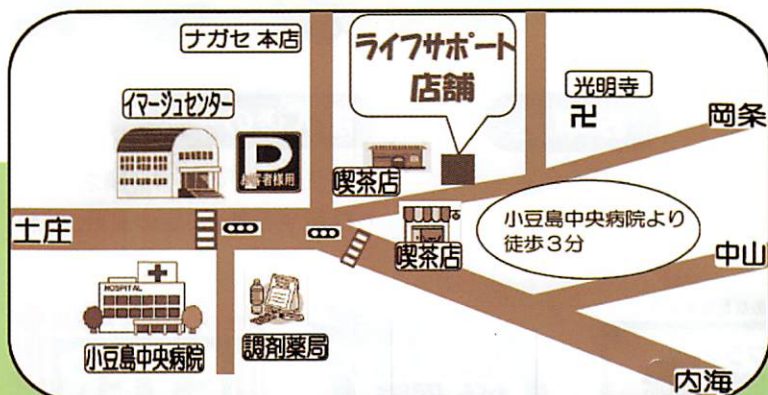 ナガセ 本店
ライフサポート
店舗
光明寺
卍
岡条
イマージュセンター
P
喫茶店
土庄
喫茶店
小豆島中央病院より
徒歩3分
中山
HOSPITAL
小豆島中央病院
調剤薬局
内海